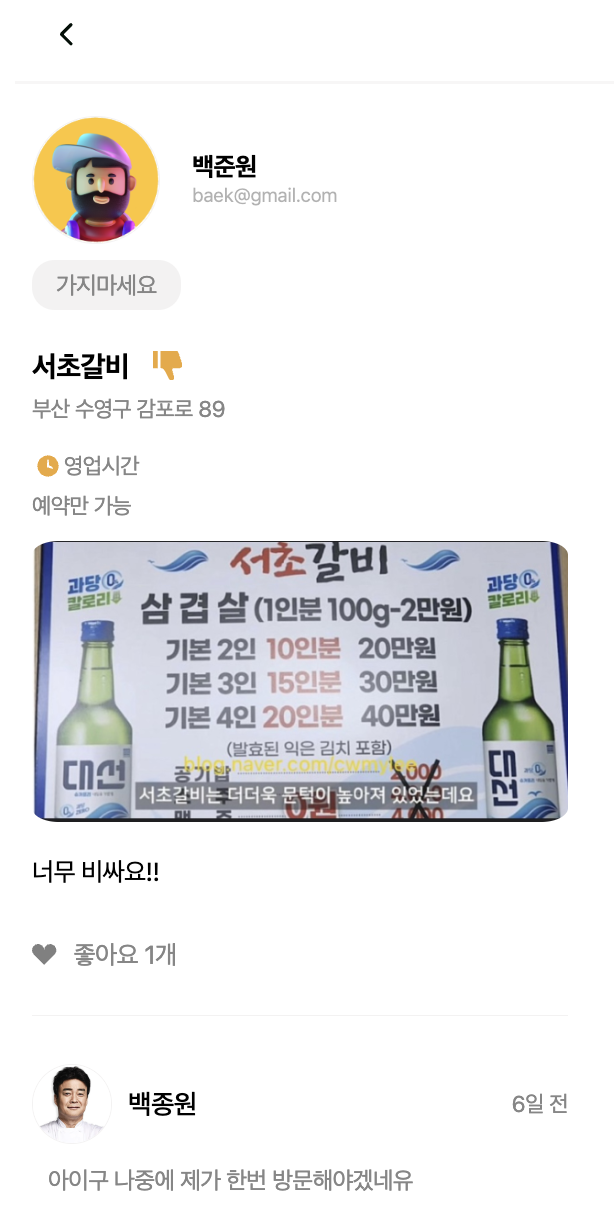 백준원
baek@gmail.com
가지마세요
서초갈비
부산 수영구 감포로 89
영업시간
예약만 가능
서초갈비
과당
칼로리
과당
칼로리
삼겹살 (1인분 100g-2만원)
기본 2인 10인분 20만원
기본 3인 15인분 30만원
기본 4인 20인분 40만원
(발효된 익은 김치 포함)
blog.naver.com/cwmytea
서초갈비는 더더욱 문턱이 높아져 있었는데요
0원
대선
대선
너무 비싸요!!
좋아요 1개
백종원
6일 전
아이구 나중에 제가 한번 방문해야겠네유